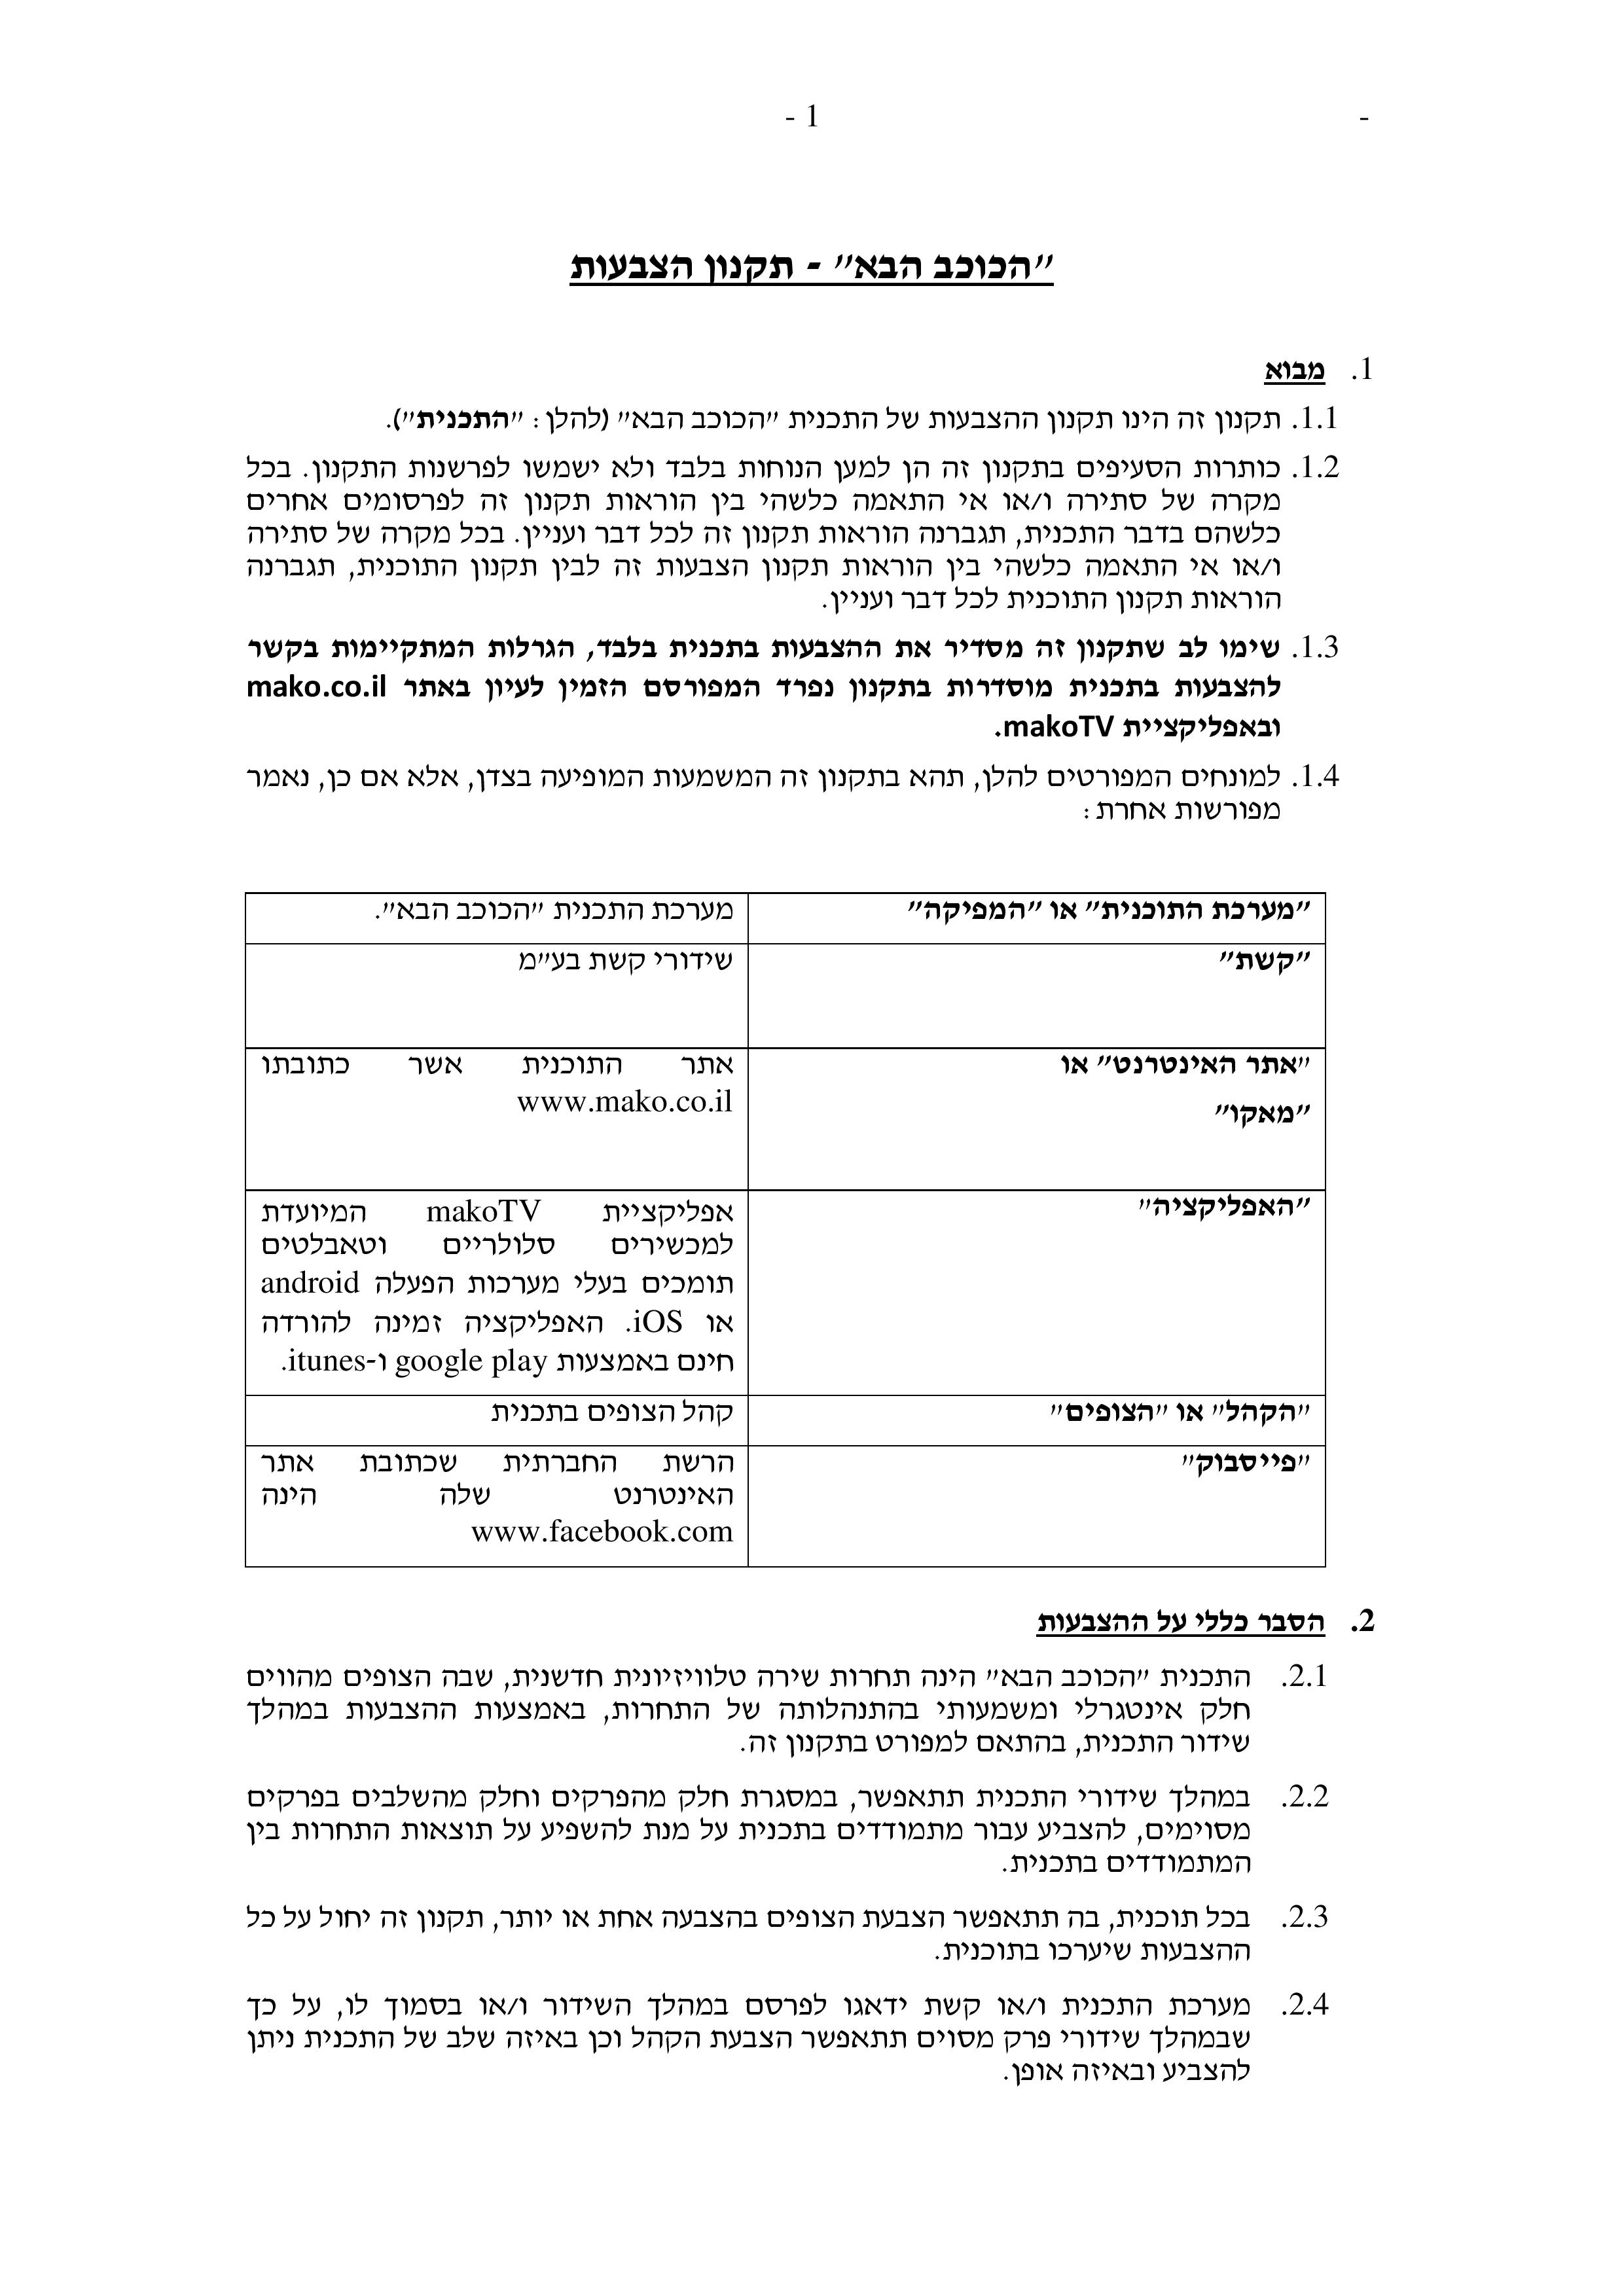 - 1 -
"הכוכב הבא" - תקנון הצבעות
1. מבוא
1.1. תקנון זה הינו תקנון ההצבעות של התכנית "הכוכב הבא" (להלן: "התכנית").
1.2. כותרות הסעיפים בתקנון זה הן למען הנוחות בלבד ולא ישמשו לפרשנות התקנון. בכל
מקרה של סתירה ו/או אי התאמה כלשהי בין הוראות תקנון זה לפרסומים אחרים
כלשהם בדבר התכנית, תגברנה הוראות תקנון זה לכל דבר ועניין. בכל מקרה של סתירה
ו/או אי התאמה כלשהי בין הוראות תקנון הצבעות זה לבין תקנון התוכנית, תגברנה
הוראות תקנון התוכנית לכל דבר ועניין.
1.3. שימו לב שתקנון זה מסדיר את ההצבעות בתכנית בלבד, הגרלות המתקיימות בקשר
להצבעות בתכנית מוסדרות בתקנון נפרד המפורסם הזמין לעיון באתר mako.co.il
ובאפליקציית makoTV.
1.4. למונחים המפורטים להלן, תהא בתקנון זה המשמעות המופיעה בצדן, אלא אם כן, נאמר
מפורשות אחרת:
"מערכת התוכנית" או "המפיקה"
מערכת התכנית "הכוכב הבא".
"קשת"
שידורי קשת בע"מ
"אתר האינטרנט" או
"מאקו"
אתר התוכנית אשר כתובתו
www.mako.co.il
"האפליקציה"
אפליקציית makoTV המיועדת
למכשירים סלולריים וטאבלטים
תומכים בעלי מערכות הפעלה android
או iOS. האפליקציה זמינה להורדה
חינם באמצעות google play ו-itunes.
"הקהל" או "הצופים"
קהל הצופים בתכנית
"פייסבוק"
הרשת החברתית שכתובת אתר
האינטרנט שלה הינה
www.facebook.com
2. הסבר כללי על ההצבעות
2.1. התכנית "הכוכב הבא" הינה תחרות שירה טלוויזיונית חדשנית, שבה הצופים מהווים
חלק אינטגרלי ומשמעותי בהתנהלותה של התחרות, באמצעות ההצבעות במהלך
שידור התכנית, בהתאם למפורט בתקנון זה.
2.2. במהלך שידורי התכנית תתאפשר, במסגרת חלק מהפרקים וחלק מהשלבים בפרקים
מסוימים, להצביע עבור מתמודדים בתכנית על מנת להשפיע על תוצאות התחרות בין
המתמודדים בתכנית.
2.3. בכל תוכנית, בה תתאפשר הצבעת הצופים בהצבעה אחת או יותר, תקנון זה יחול על כל
ההצבעות שיערכו בתוכנית.
2.4. מערכת התכנית ו/או קשת ידאגו לפרסם במהלך השידור ו/או בסמוך לו, על כך
שבמהלך שידורי פרק מסוים תתאפשר הצבעת הקהל וכן באיזה שלב של התכנית ניתן
להצביע ובאיזה אופן.